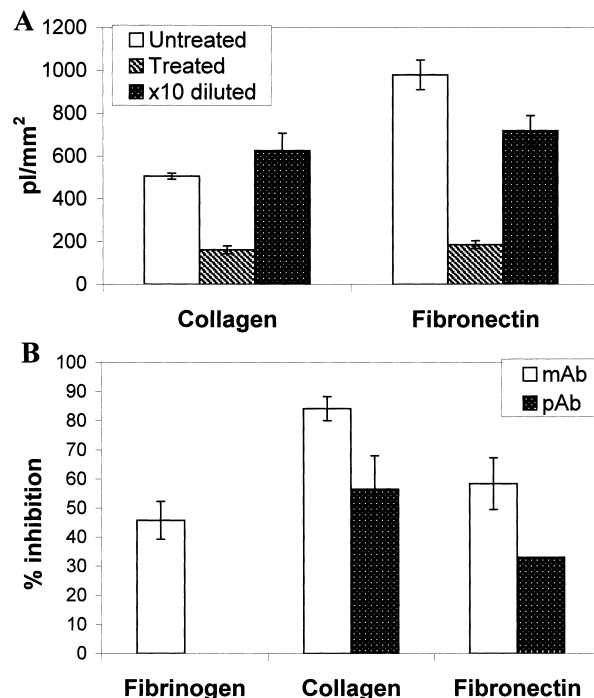 A
1200
1000
800
600
400
200
0
pl/mm²
Untreated
Treated
x10 diluted
Collagen Fibronectin
B
100
90
80
70
60
50
40
30
20
10
0
% inhibition
mAb
pAb
Fibrinogen Collagen Fibronectin